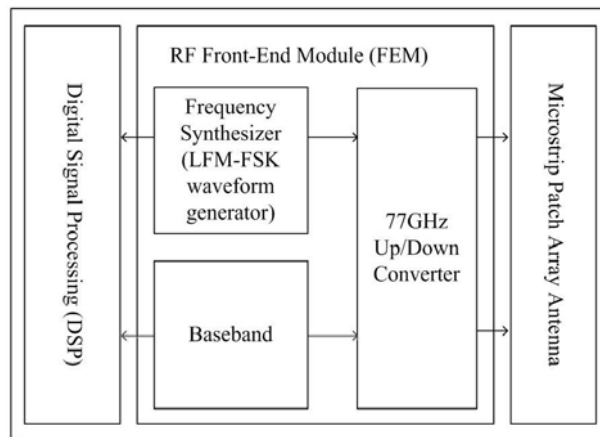 Digital Signal Processing (DSP)
RF Front-End Module (FEM)
Frequency
Synthesizer
(LFM-FSK
waveform
generator)
Baseband
77GHz
Up/Down
Converter
Microstrip Patch Array Antenna